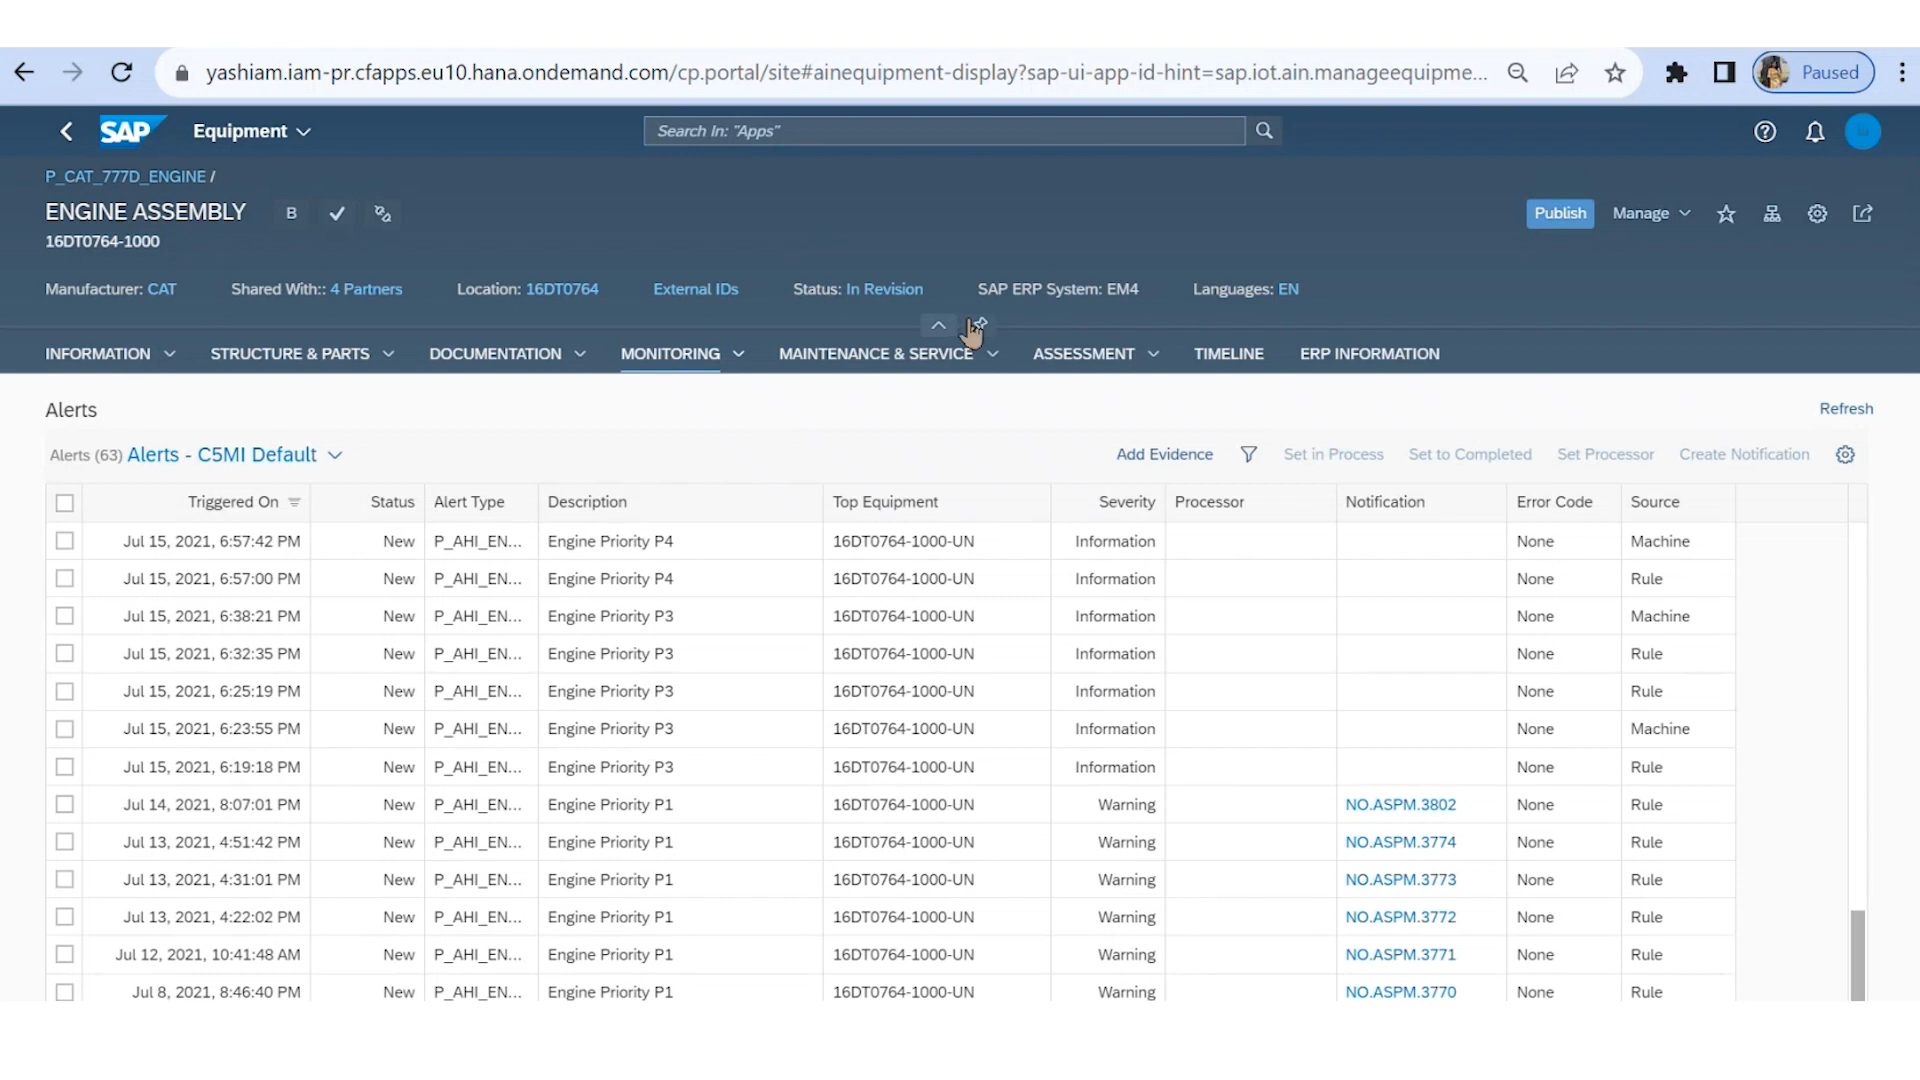 yashiam.iam-pr.cfapps.eu10.hana.ondemand.com/cp.portal/site#ainequipment-display?sap-ui-app-id-hint=sap.iot.ain.manageequipme... Paused
SAP Equipment Search In: "Apps"
P_CAT_777D_ENGINE /
ENGINE ASSEMBLY B Publish Manage
16DT0764-1000
Manufacturer: CAT Shared With:: 4 Partners Location: 16DT0764 External IDs Status: In Revision SAP ERP System: EM4 Languages: EN
INFORMATION STRUCTURE & PARTS DOCUMENTATION MONITORING MAINTENANCE & SERVICE ASSESSMENT TIMELINE ERP INFORMATION
Alerts Refresh
Alerts (63) Alerts - C5MI Default Add Evidence Set in Process Set to Completed Set Processor Create Notification
Triggered On Status Alert Type Description Top Equipment Severity Processor Notification Error Code Source
Jul 15, 2021, 6:57:42 PM New P_AHI_EN... Engine Priority P4 16DT0764-1000-UN Information None Machine
Jul 15, 2021, 6:57:00 PM New P_AHI_EN... Engine Priority P4 16DT0764-1000-UN Information None Rule
Jul 15, 2021, 6:38:21 PM New P_AHI_EN... Engine Priority P3 16DT0764-1000-UN Information None Machine
Jul 15, 2021, 6:32:35 PM New P_AHI_EN... Engine Priority P3 16DT0764-1000-UN Information None Rule
Jul 15, 2021, 6:25:19 PM New P_AHI_EN... Engine Priority P3 16DT0764-1000-UN Information None Rule
Jul 15, 2021, 6:23:55 PM New P_AHI_EN... Engine Priority P3 16DT0764-1000-UN Information None Machine
Jul 15, 2021, 6:19:18 PM New P_AHI_EN... Engine Priority P3 16DT0764-1000-UN Information None Rule
Jul 14, 2021, 8:07:01 PM New P_AHI_EN... Engine Priority P1 16DT0764-1000-UN Warning NO.ASPM.3802 None Rule
Jul 13, 2021, 4:51:42 PM New P_AHI_EN... Engine Priority P1 16DT0764-1000-UN Warning NO.ASPM.3774 None Rule
Jul 13, 2021, 4:31:01 PM New P_AHI_EN... Engine Priority P1 16DT0764-1000-UN Warning NO.ASPM.3773 None Rule
Jul 13, 2021, 4:22:02 PM New P_AHI_EN... Engine Priority P1 16DT0764-1000-UN Warning NO.ASPM.3772 None Rule
Jul 12, 2021, 10:41:48 AM New P_AHI_EN... Engine Priority P1 16DT0764-1000-UN Warning NO.ASPM.3771 None Rule
Jul 8, 2021, 8:46:40 PM New P_AHI_EN... Engine Priority P1 16DT0764-1000-UN Warning NO.ASPM.3770 None Rule